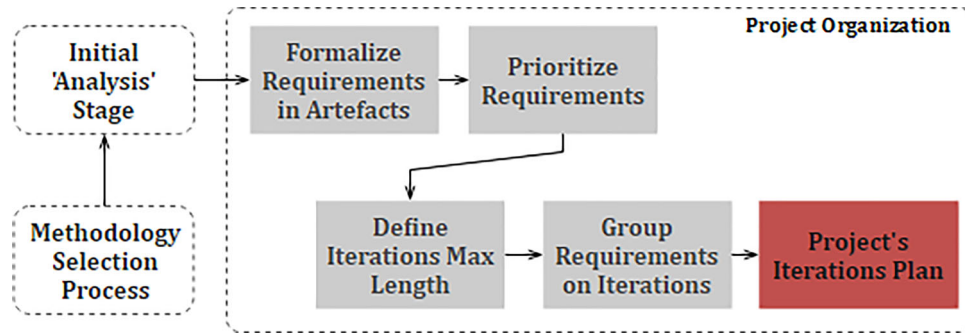 Project Organization
Initial
'Analysis'
Stage
Formalize
Requirements
in Artefacts
Prioritize
Requirements
Methodology
Selection
Process
Define
Iterations Max
Length
Group
Requirements
on Iterations
Project's
Iterations Plan